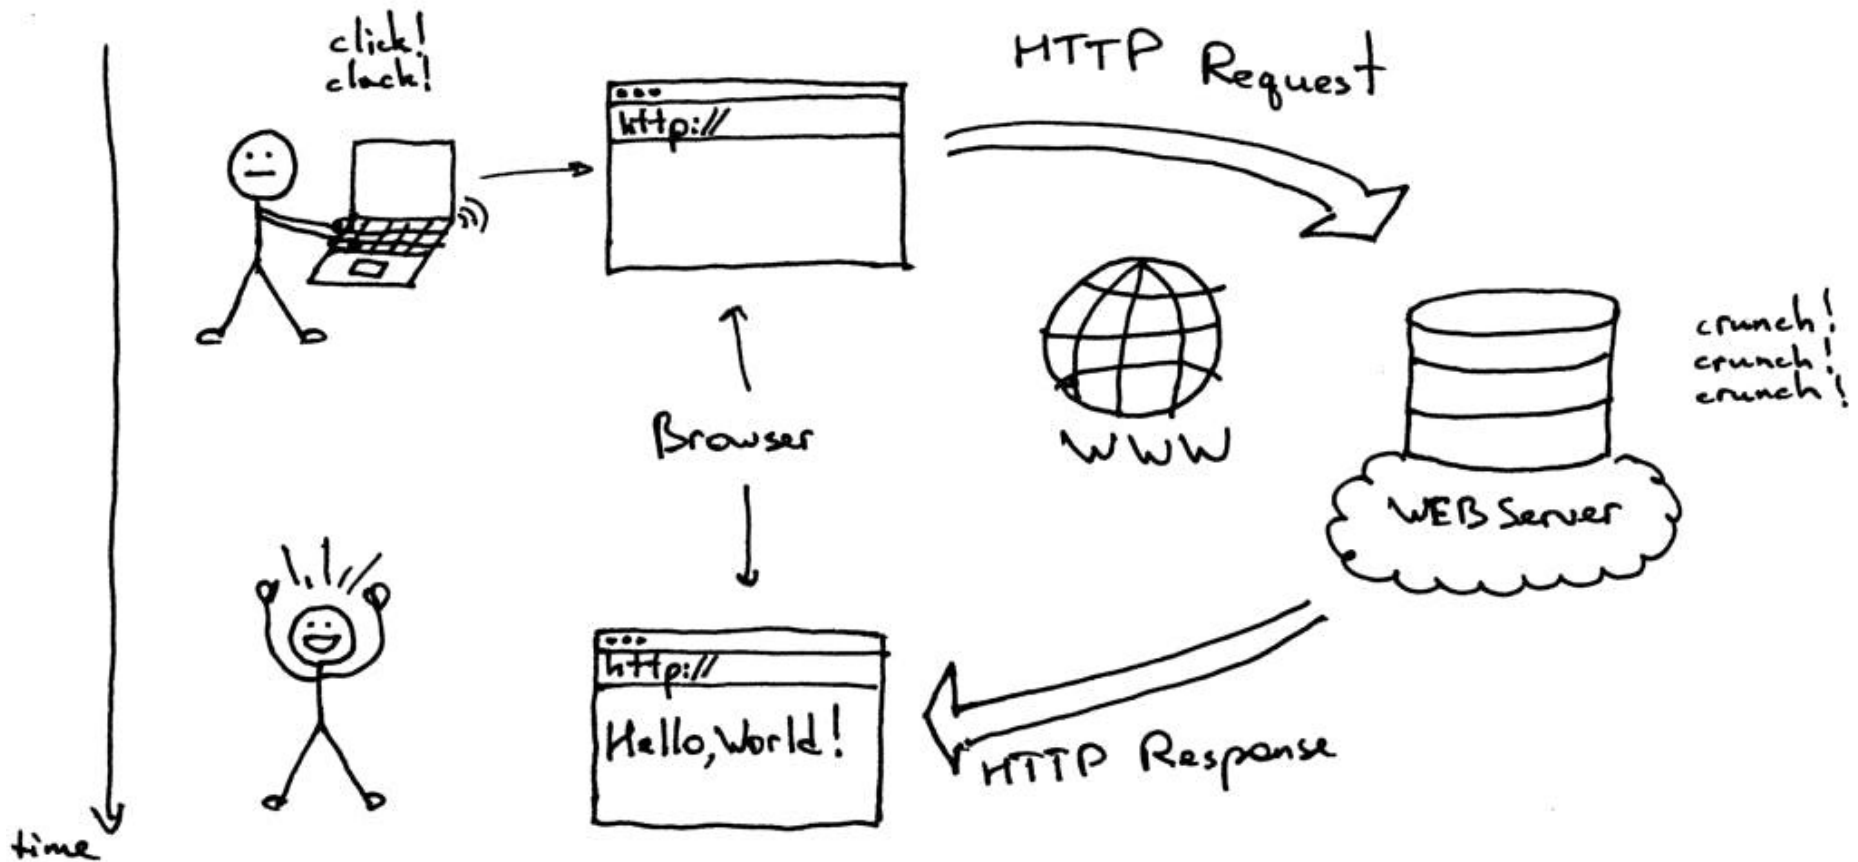 click!
clack!
HTTP Request
http://
crunch!
crunch!
crunch!
Browser
WWW
WEB Server
http://
Hello, World!
HTTP Response
time